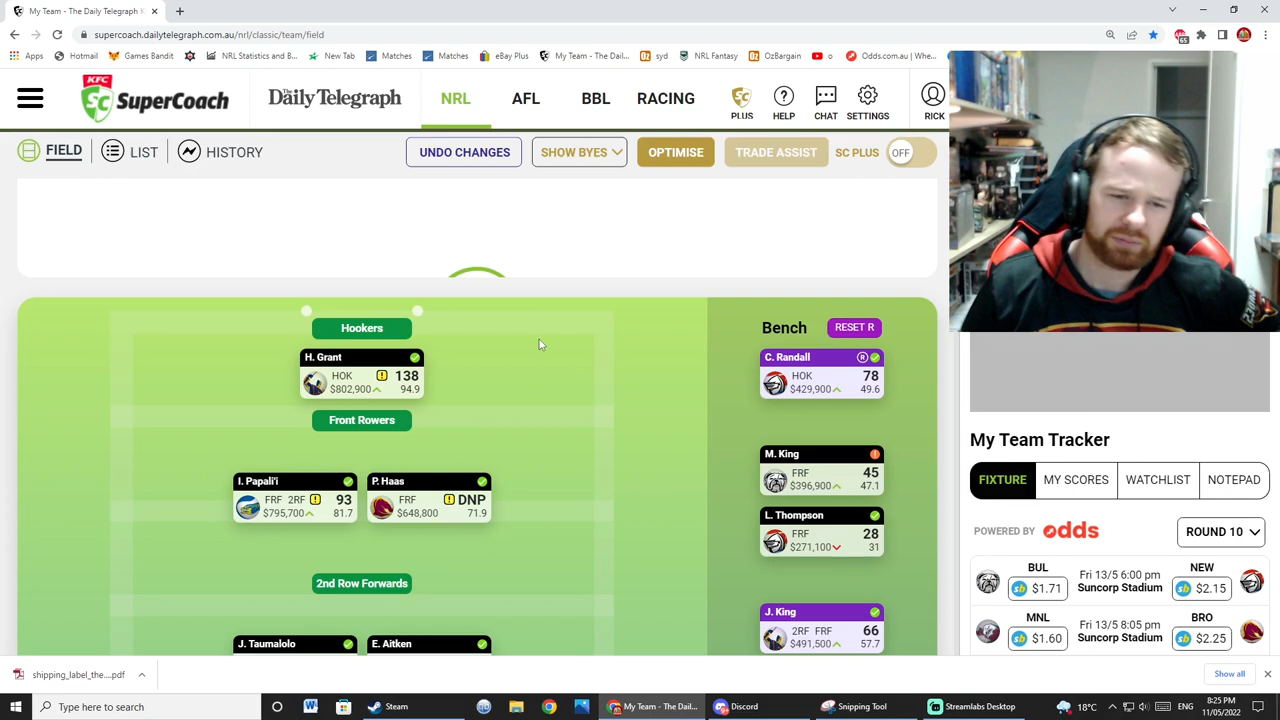 My Team - The Daily Telegraph K
supercoach.dailytelegraph.com.au/nrl/classic/team/field
Apps Hotmail Games Bandit NRL Statistics and B... New Tab Matches Matches eBay Plus My Team - The Dail... syd NRL Fantasy OzBargain o Odds.com.au | Whe...
KFC SC SuperCoach The Daily Telegraph NRL AFL BBL RACING SC PLUS HELP CHAT SETTINGS RICK
FIELD LIST HISTORY UNDO CHANGES SHOW BYES OPTIMISE TRADE ASSIST SC PLUS OFF
Hookers
H. Grant
HOK 138
$802,900 94.9
Front Rowers
I. Papali'i
FRF 2RF 93
$795,700 81.7
P. Haas
FRF DNP
$648,800 71.9
2nd Row Forwards
J. Taumalolo
E. Aitken
Bench RESET R
C. Randall R
HOK 78
$429,900 49.6
M. King
FRF 45
$396,900 47.1
L. Thompson
FRF 28
$271,100 31
J. King
2RF FRF 66
$491,500 57.7
My Team Tracker
FIXTURE MY SCORES WATCHLIST NOTEPAD
POWERED BY odds ROUND 10
BUL Fri 13/5 6:00 pm NEW
$1.71 Suncorp Stadium $2.15
MNL Fri 13/5 8:05 pm BRO
$1.60 Suncorp Stadium $2.25
shipping_label_the....pdf Show all
Type here to search Steam My Team - The Dail... Discord Snipping Tool Streamlabs Desktop 18°C ENG 8:25 PM
11/05/2022